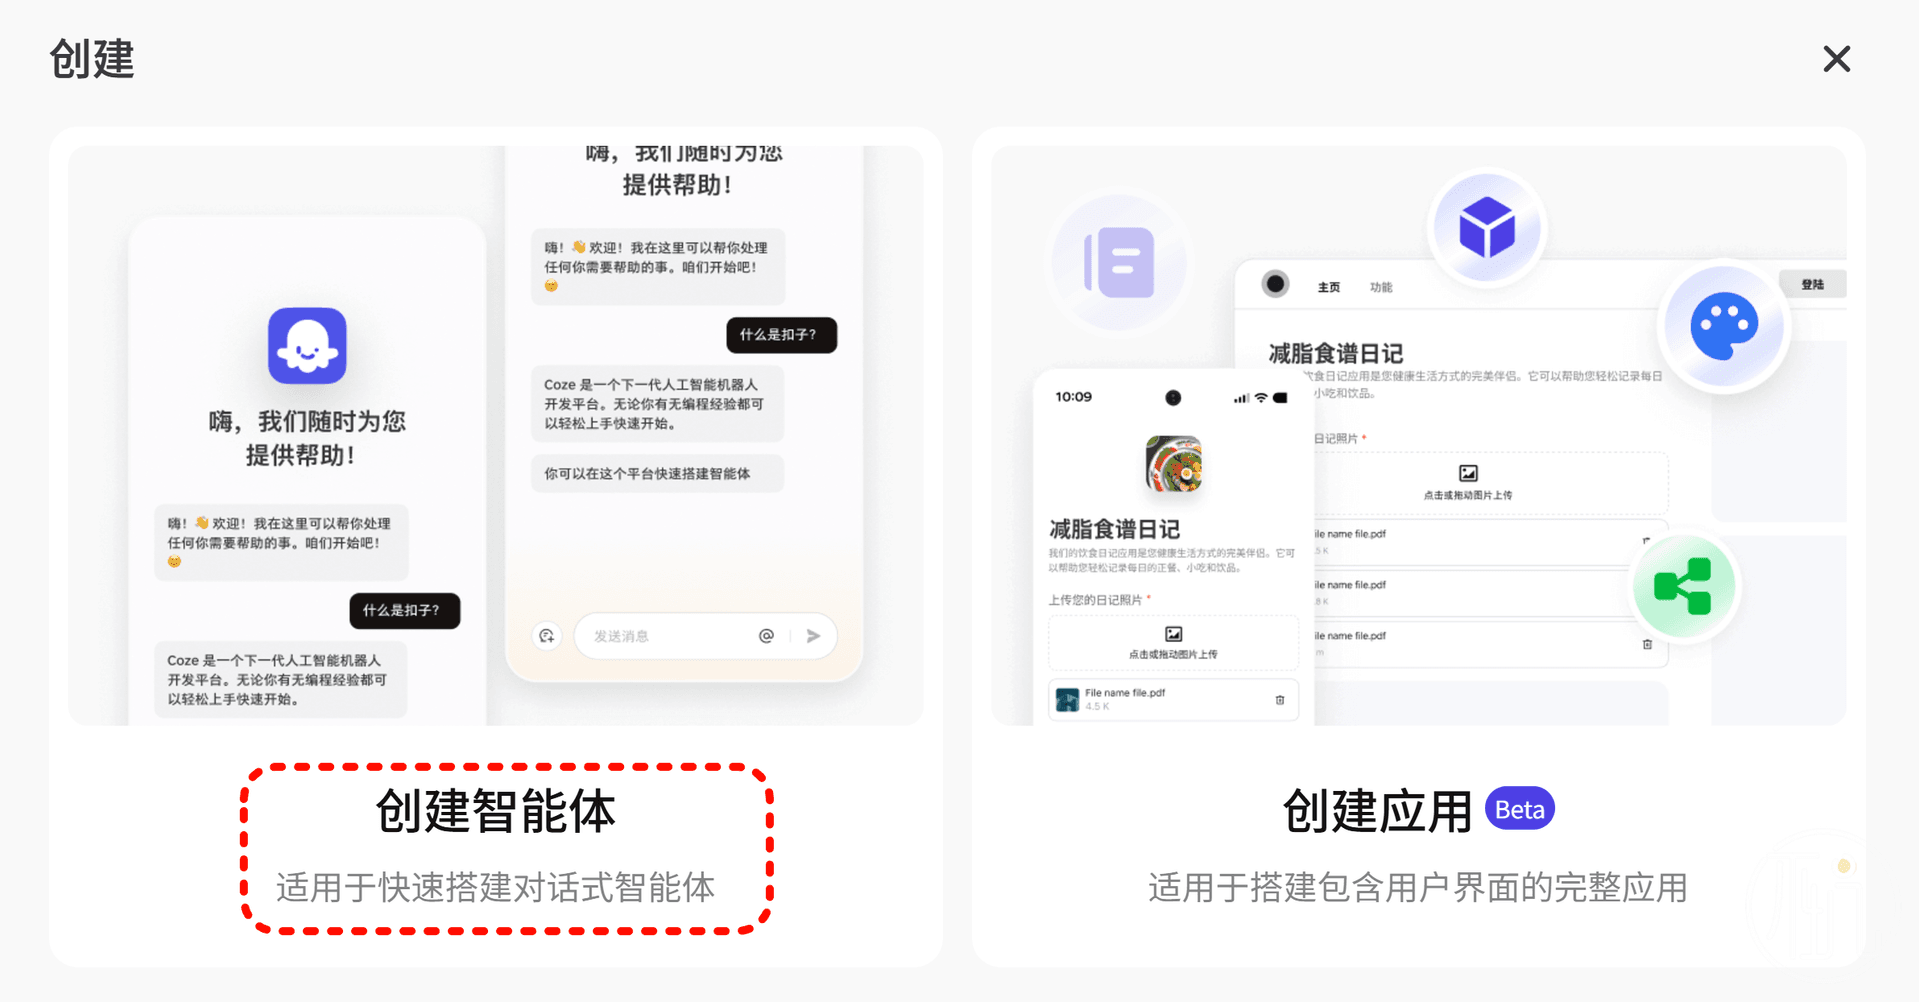 创建
嗨，我们随时为您
提供帮助！
嗨！👋 欢迎！我在这里可以帮你处理
任何你需要帮助的事。咱们开始吧！
什么是扣子？
Coze 是一个下一代人工智能机器人
开发平台。无论你有无编程经验都可
以轻松上手快速开始。
嗨，我们随时为您
提供帮助！
嗨！👋 欢迎！我在这里可以帮你处理
任何你需要帮助的事。咱们开始吧！
什么是扣子？
Coze 是一个下一代人工智能机器人
开发平台。无论你有无编程经验都可
以轻松上手快速开始。
你可以在这个平台快速搭建智能体
发送消息
创建智能体
适用于快速搭建对话式智能体
主页
功能
登陆
减脂食谱日记
饮食日记应用是您健康生活方式的完美伴侣。它可以帮助您轻松记录每日
小吃和饮品。
日记照片 *
点击或拖动图片上传
ile name file.pdf
.5 K
ile name file.pdf
.8 K
ile name file.pdf
m
10:09
减脂食谱日记
我们的饮食日记应用是您健康生活方式的完美伴侣。它可
以帮助您轻松记录每日的正餐、小吃和饮品。
上传您的日记照片 *
点击或拖动图片上传
File name file.pdf
4.5 K
创建应用 Beta
适用于搭建包含用户界面的完整应用